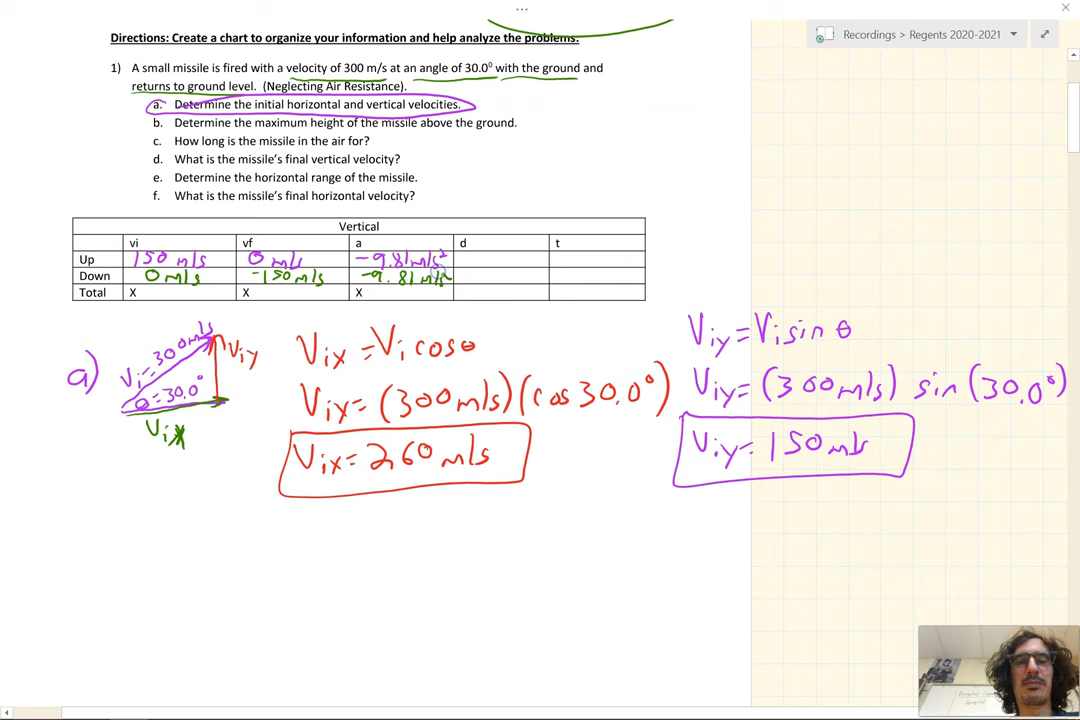 Directions: Create a chart to organize your information and help analyze the problems:
Recordings > Regents 2020-2021
1) A small missile is fired with a velocity of 300 m/s at an angle of 30.0⁰ with the ground and
returns to ground level. (Neglecting Air Resistance).
a. Determine the initial horizontal and vertical velocities.
b. Determine the maximum height of the missile above the ground.
c. How long is the missile in the air for?
d. What is the missile's final vertical velocity?
e. Determine the horizontal range of the missile.
f. What is the missile's final horizontal velocity?
Vertical
vi vf a d t
Up 150 m/s 0 m/s -9.81 m/s²
Down 0 m/s -150 m/s -9.81 m/s²
Total X X X
a)
Vi = 300 m/s
θ = 30.0°
Viy
Vix
Vix = Vi cos θ
Vix = (300 m/s)(cos 30.0°)
Vix = 260 m/s
Viy = Vi sin θ
Viy = (300 m/s) sin (30.0°)
Viy = 150 m/s